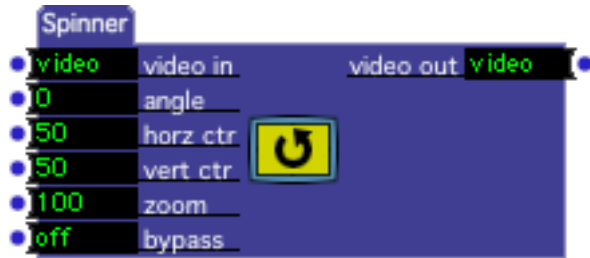 Spinner
video video in video out video
0 angle
50 horz ctr
50 vert ctr
100 zoom
off bypass